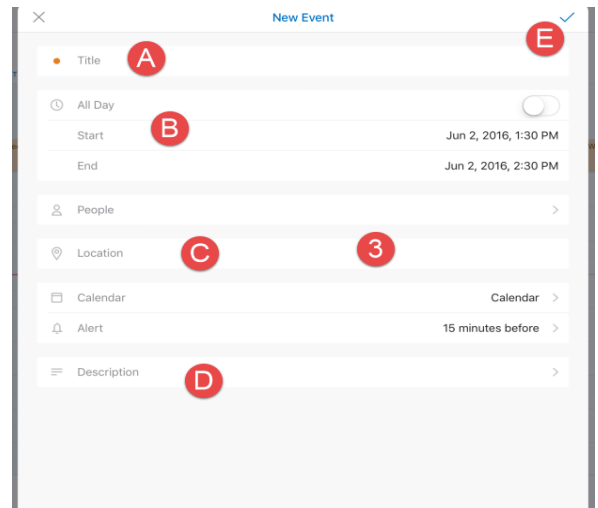 New Event
E
Title A
All Day
B
Start Jun 2, 2016, 1:30 PM
End Jun 2, 2016, 2:30 PM
People
Location C 3
Calendar Calendar
Alert 15 minutes before
Description D